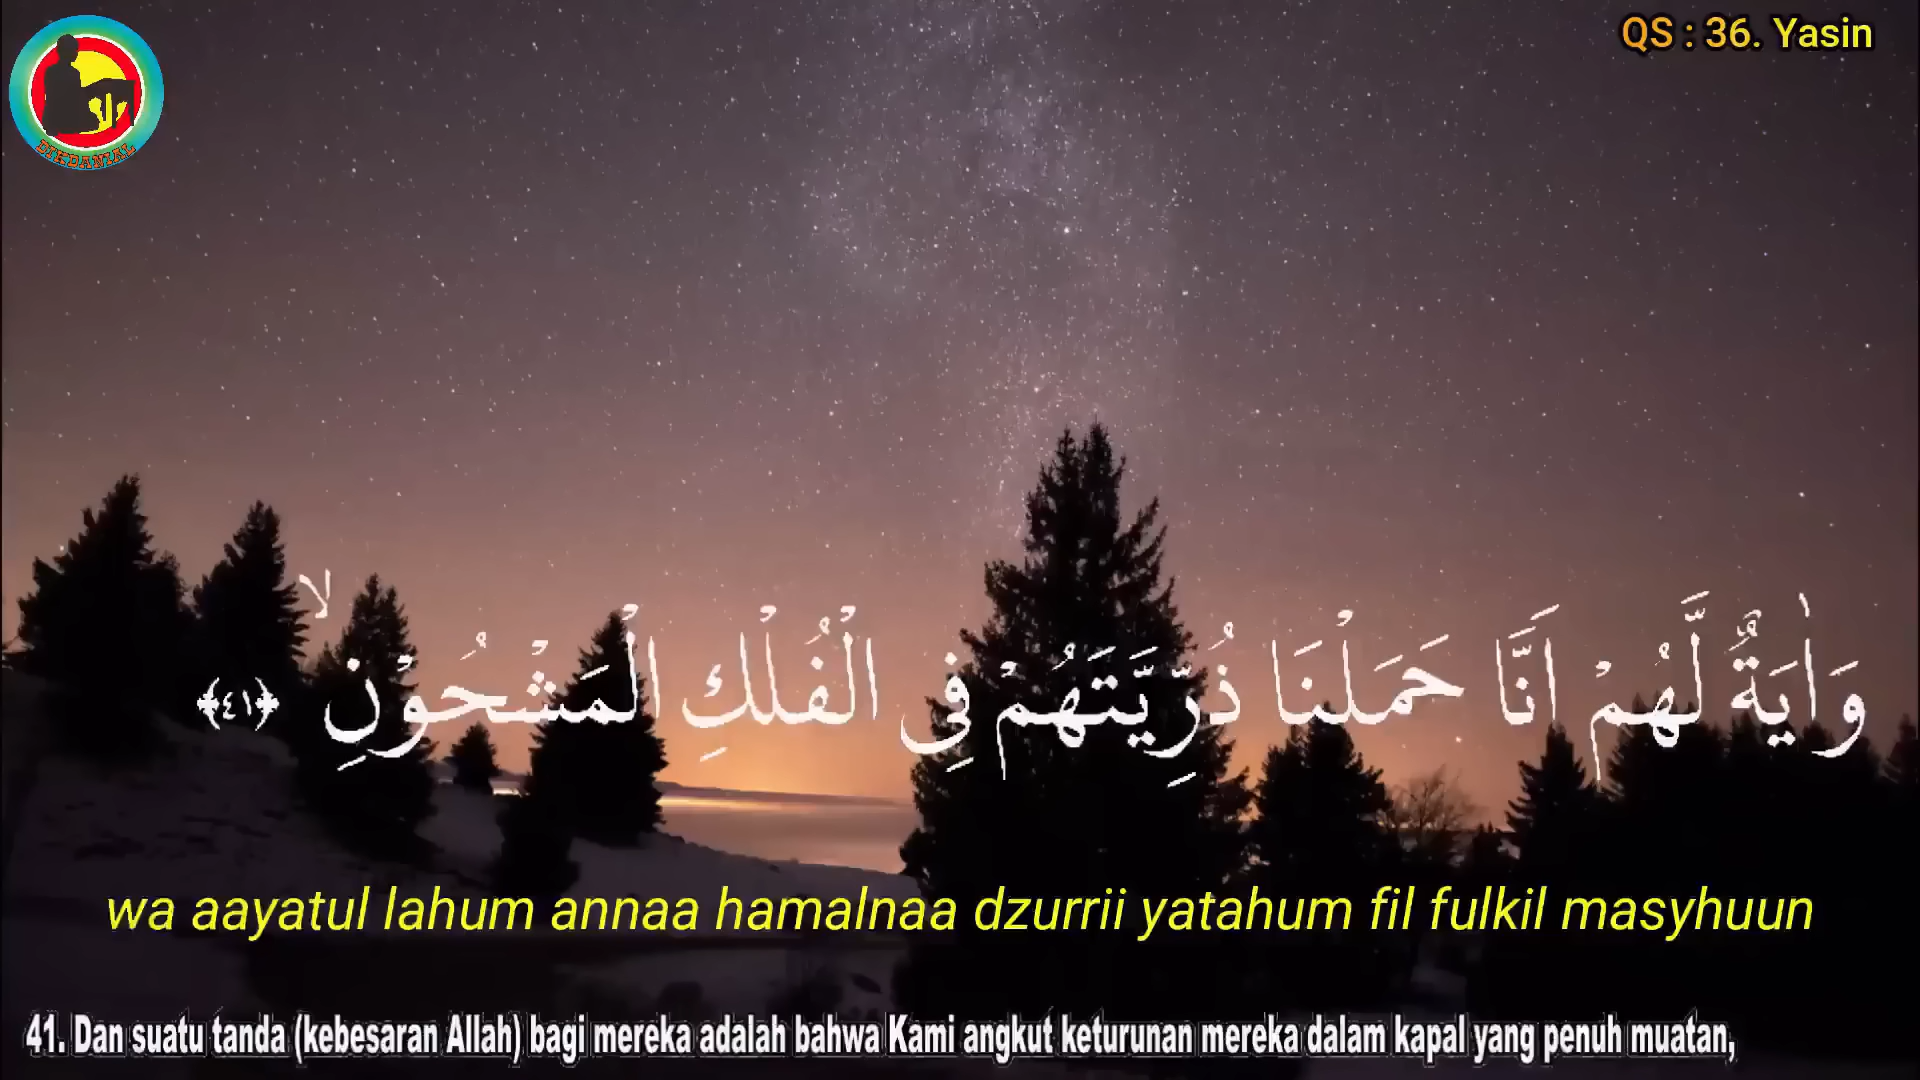 QS : 36. Yasin
DIKDANZAL
وَاٰيَةٌ لَّهُمْ اَنَّا حَمَلْنَا ذُرِّيَّتَهُمْ فِى الْفُلْكِ الْمَشْحُوْنِ ۙ ﴿٤١﴾
wa aayatul lahum annaa hamalnaa dzurrii yatahum fil fulkil masyhuun
41. Dan suatu tanda (kebesaran Allah) bagi mereka adalah bahwa Kami angkut keturunan mereka dalam kapal yang penuh muatan,